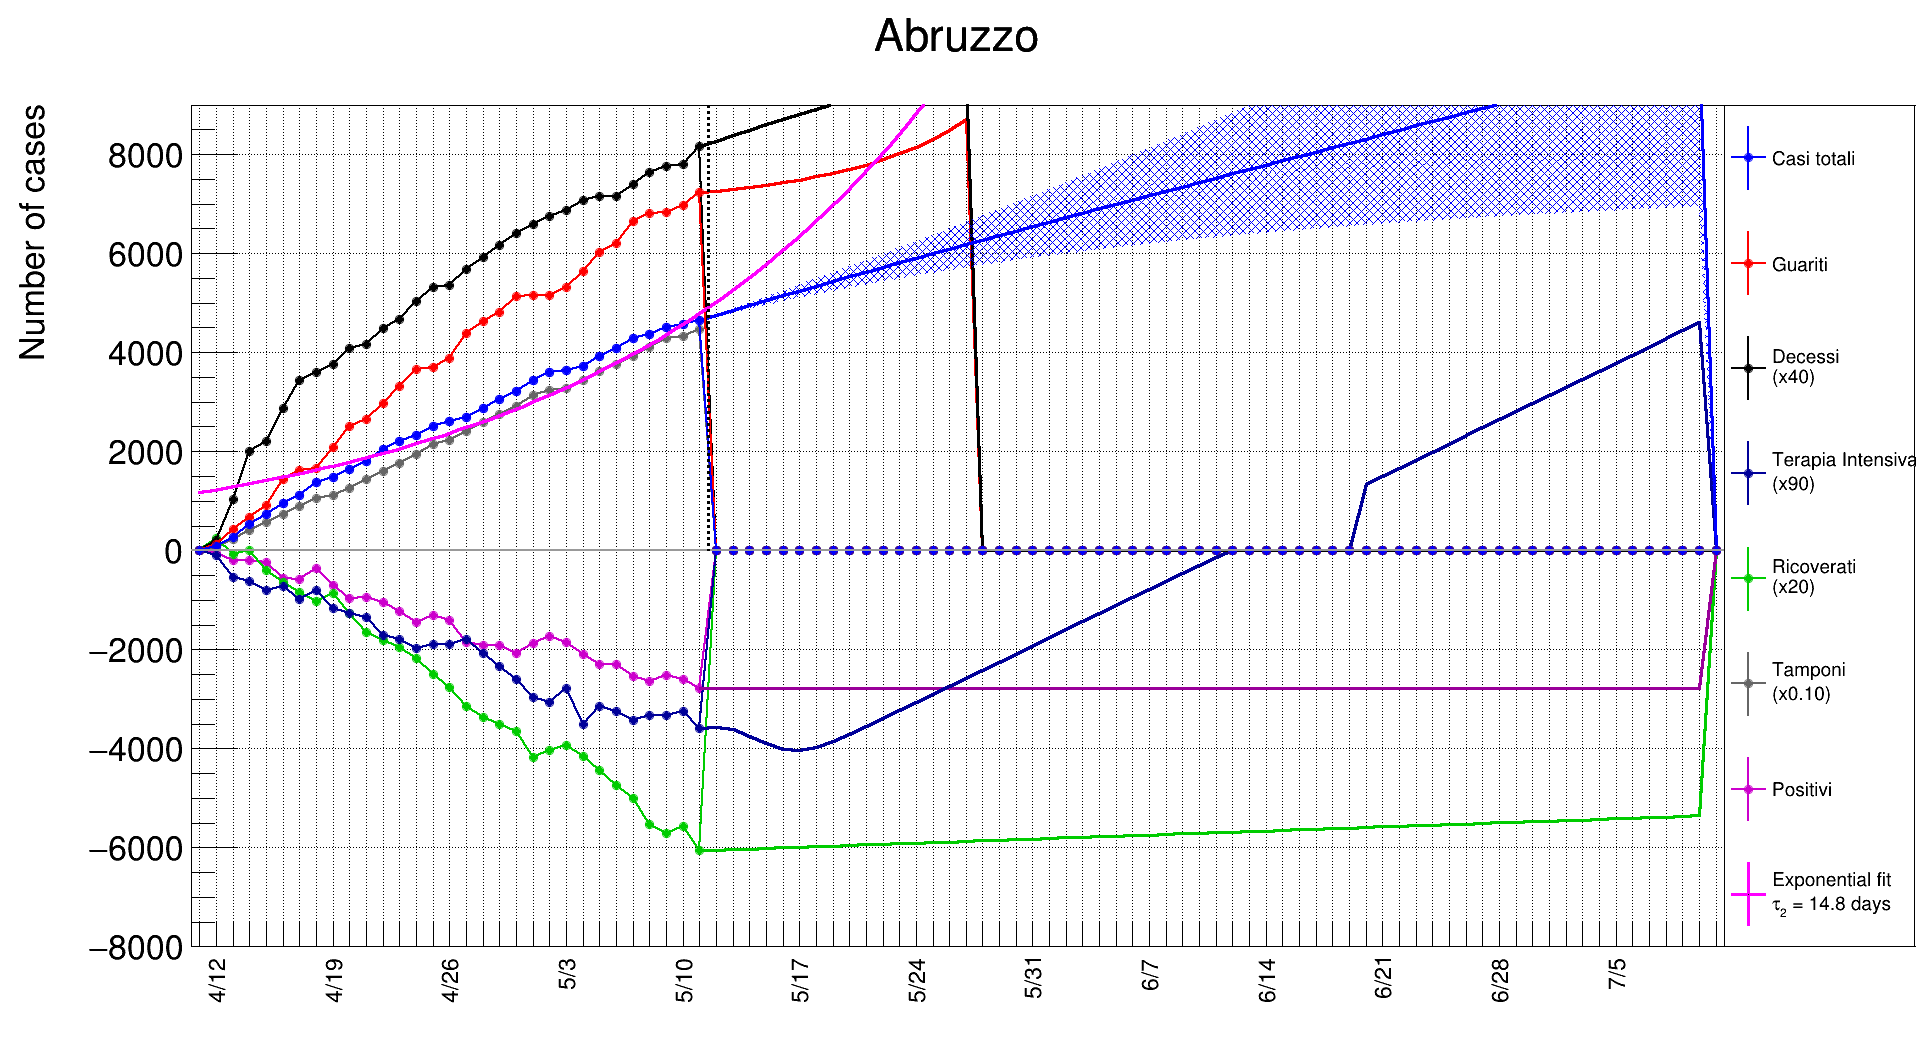 Abruzzo
Number of cases
8000
6000
4000
2000
0
−2000
−4000
−6000
−8000
4/12
4/19
4/26
5/3
5/10
5/17
5/24
5/31
6/7
6/14
6/21
6/28
7/5
Casi totali
Guariti
Decessi
(x40)
Terapia Intensiva
(x90)
Ricoverati
(x20)
Tamponi
(x0.10)
Positivi
Exponential fit
τ₂ = 14.8 days